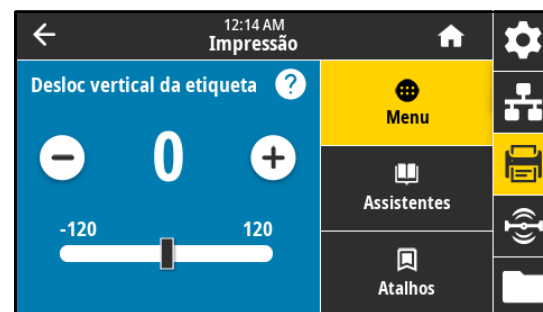 12:14 AM
Impressão
Desloc vertical da etiqueta ?
Menu
0
Assistentes
-120 120
Atalhos